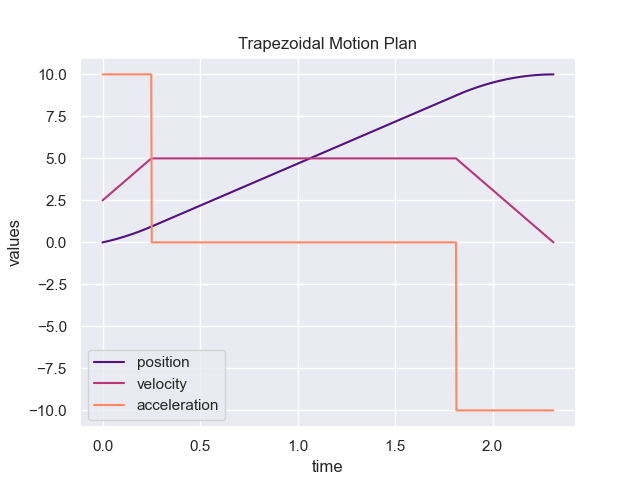 Trapezoidal Motion Plan
values
10.0
7.5
5.0
2.5
0.0
−2.5
−5.0
−7.5
−10.0
position
velocity
acceleration
0.0 0.5 1.0 1.5 2.0
time